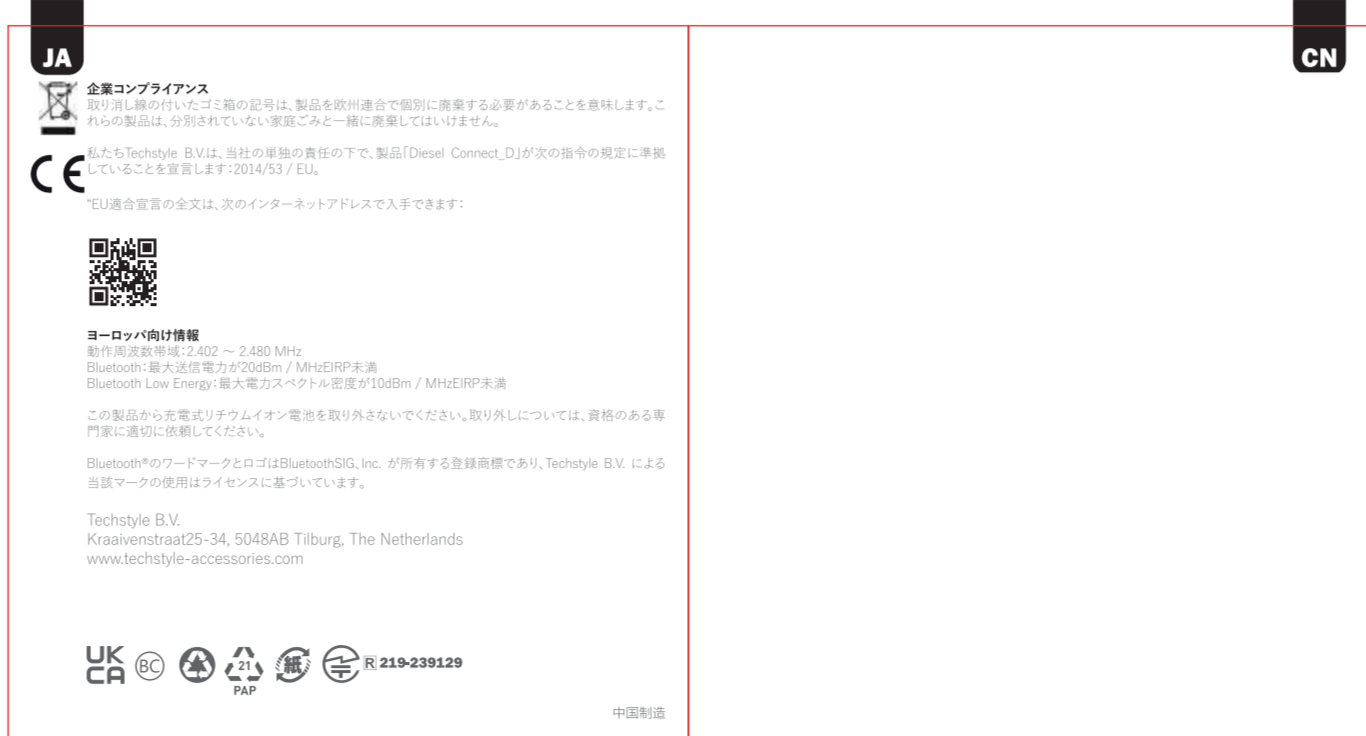 JA
CN
企業コンプライアンス
取り消し線の付いたゴミ箱の記号は、製品を欧州連合で個別に廃棄する必要があることを意味します。こ
れらの製品は、分別されていない家庭ごみと一緒に廃棄してはいけません。
私たちTechstyle B.V.は、当社の単独の責任の下で、製品「Diesel Connect_D」が次の指令の規定に準拠
していることを宣言します：2014/53 / EU。
“EU適合宣言の全文は、次のインターネットアドレスで入手できます：
ヨーロッパ向け情報
動作周波数帯域：2.402 ～ 2.480 MHz
Bluetooth：最大送信電力が20dBm / MHzEIRP未満
Bluetooth Low Energy：最大電力スペクトル密度が10dBm / MHzEIRP未満
この製品から充電式リチウムイオン電池を取り外さないでください。取り外しについては、資格のある専
門家に適切に依頼してください。
Bluetooth®のワードマークとロゴはBluetoothSIG、Inc. が所有する登録商標であり、Techstyle B.V. による
当該マークの使用はライセンスに基づいています。
Techstyle B.V.
Kraaivenstraat25-34, 5048AB Tilburg, The Netherlands
www.techstyle-accessories.com
UK
CA
BC
21
PAP
紙
R 219-239129
中国制造